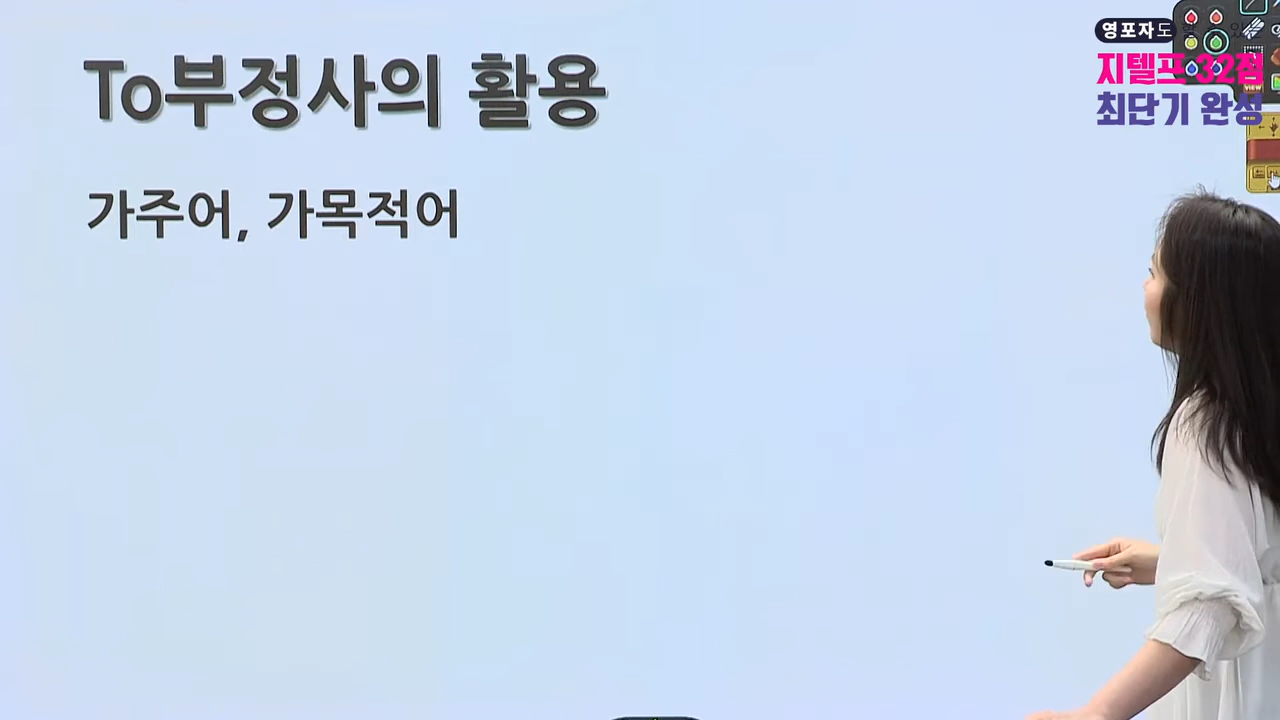 To부정사의 활용
가주어, 가목적어
영포자도
지텔프 32점
최단기 완성
VIEW